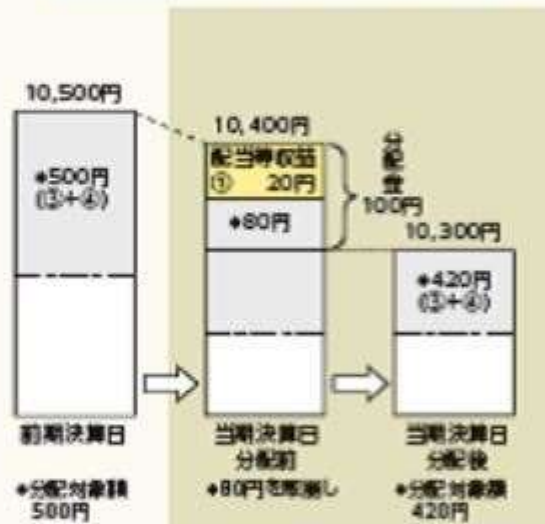 10,500円
*500円
(③+④)
前期決算日
*分配対象額
500円
10,400円
配当等収益
① 20円
*80円
分配金
100円
当期決算日
分配前
*80円を取崩し
10,300円
*420円
(③+④)
当期決算日
分配後
*分配対象額
420円